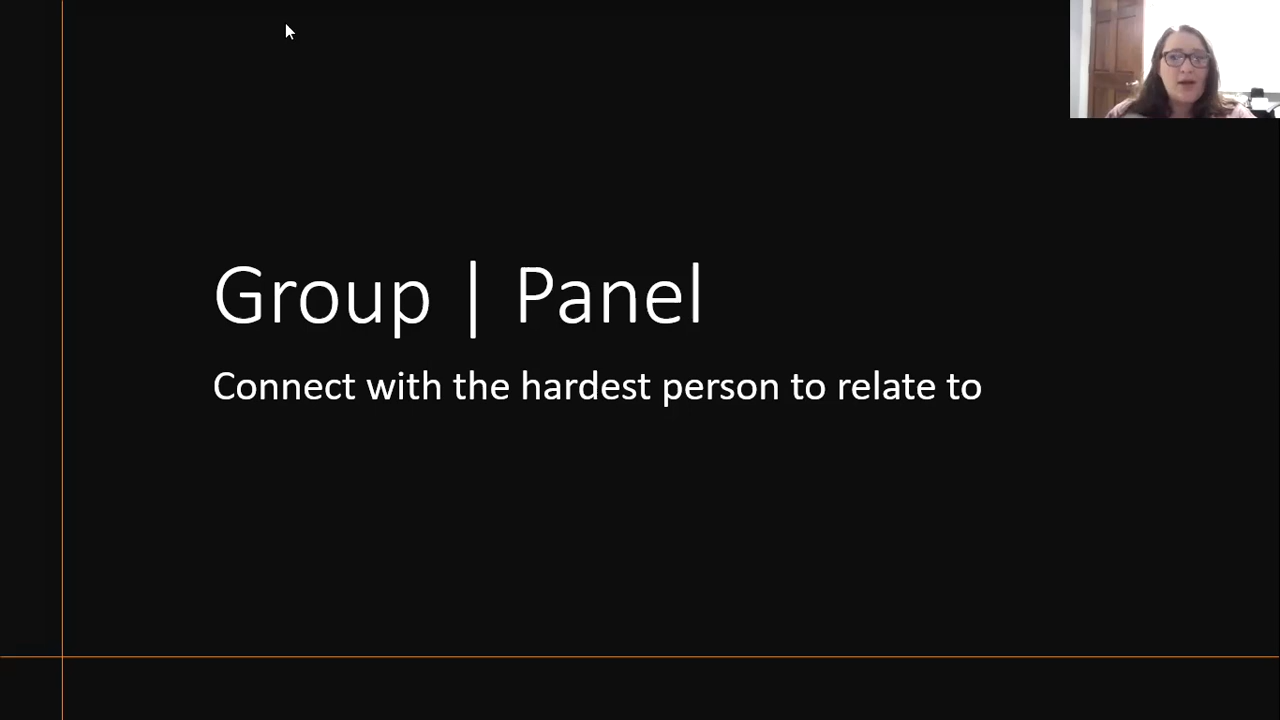 Group | Panel
Connect with the hardest person to relate to